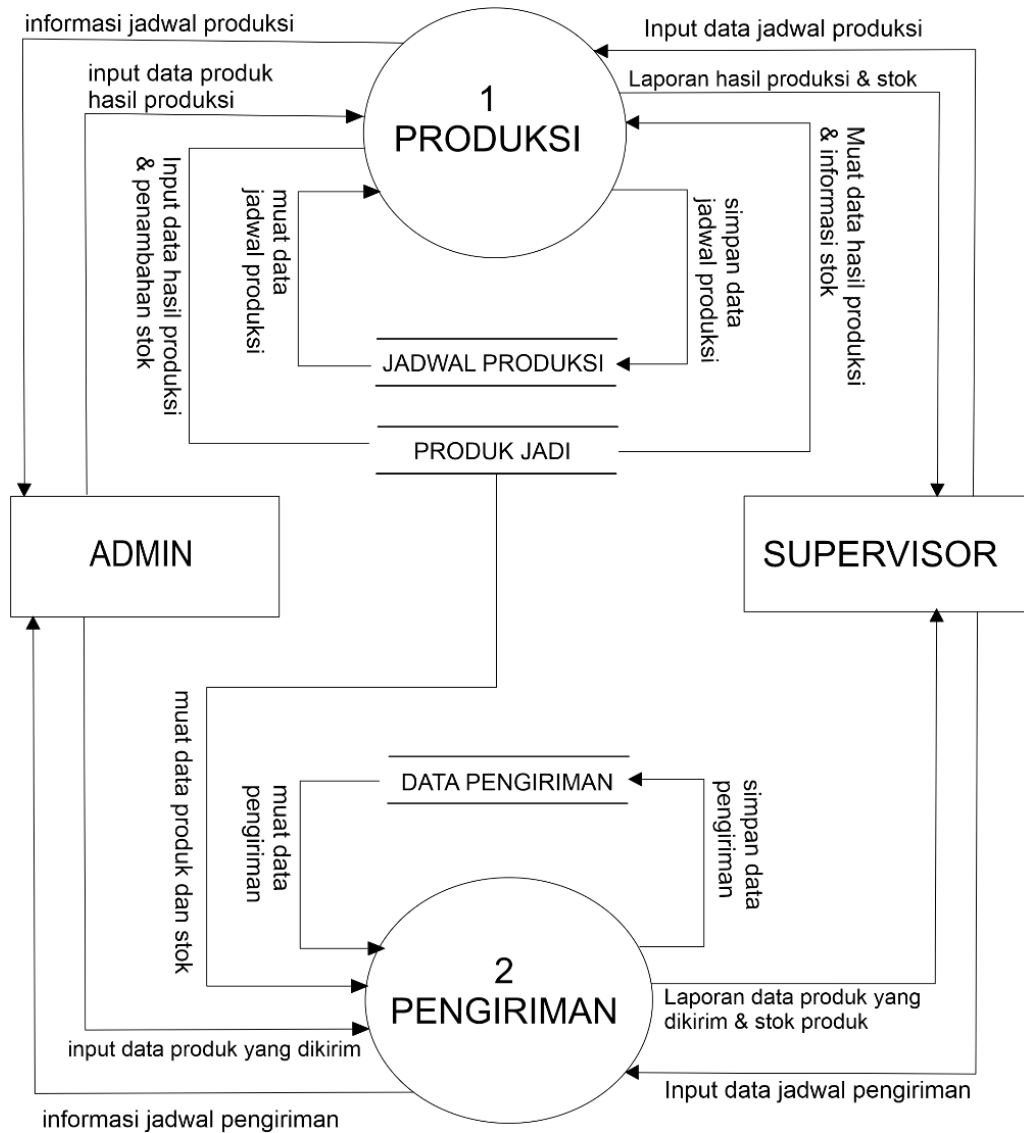 informasi jadwal produksi
Input data jadwal produksi
input data produk
hasil produksi
Laporan hasil produksi & stok
1
PRODUKSI
Input data hasil produksi
& penambahan stok
muat data
jadwal produksi
simpan data
jadwal produksi
Muat data hasil produksi
& informasi stok
JADWAL PRODUKSI
PRODUK JADI
ADMIN
SUPERVISOR
muat data produk dan stok
muat data
pengiriman
DATA PENGIRIMAN
simpan data
pengiriman
2
PENGIRIMAN
Laporan data produk yang
dikirim & stok produk
input data produk yang dikirim
Input data jadwal pengiriman
informasi jadwal pengiriman